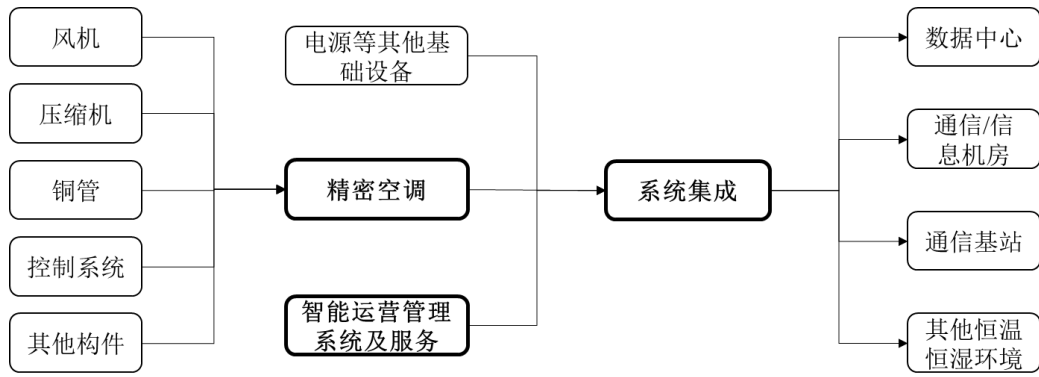 风机
压缩机
铜管
控制系统
其他构件
电源等其他基
础设备
精密空调
智能运营管理
系统及服务
系统集成
数据中心
通信/信
息机房
通信基站
其他恒温
恒湿环境